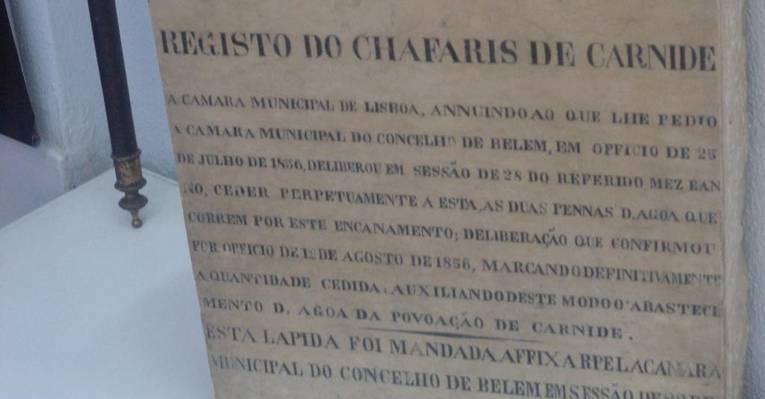 REGISTO DO CHAFARIS DE CARNIDE
A CAMARA MUNICIPAL DE LISBOA, ANNUINDO AO QUE LHE PEDIO
A CAMARA MUNICIPAL DO CONCELHO DE BELEM, EM OFFICIO DE 25
DE JULHO DE 1856, DELIBEROU EM SESSÃO DE 28 DO REFERIDO MEZ E AN
NO, CEDER PERPETUAMENTE A ESTA, AS DUAS PENNAS D, AGOA QUE
CORREM POR ESTE ENCANAMENTO; DELIBERAÇÃO QUE CONFIRMOU
POR OFFICIO DE 12 DE AGOSTO DE 1856, MARCANDO DEFINITIVAMENTE
A QUANTIDADE CEDIDA, AUXILIANDO DESTE MODO O ABASTECI
MENTO D, AGOA DA POVOAÇÃO DE CARNIDE.
ESTA LAPIDA FOI MANDADA AFFIXAR PELA CAMARA
MUNICIPAL DO CONCELHO DE BELEM EM SESSÃO DE